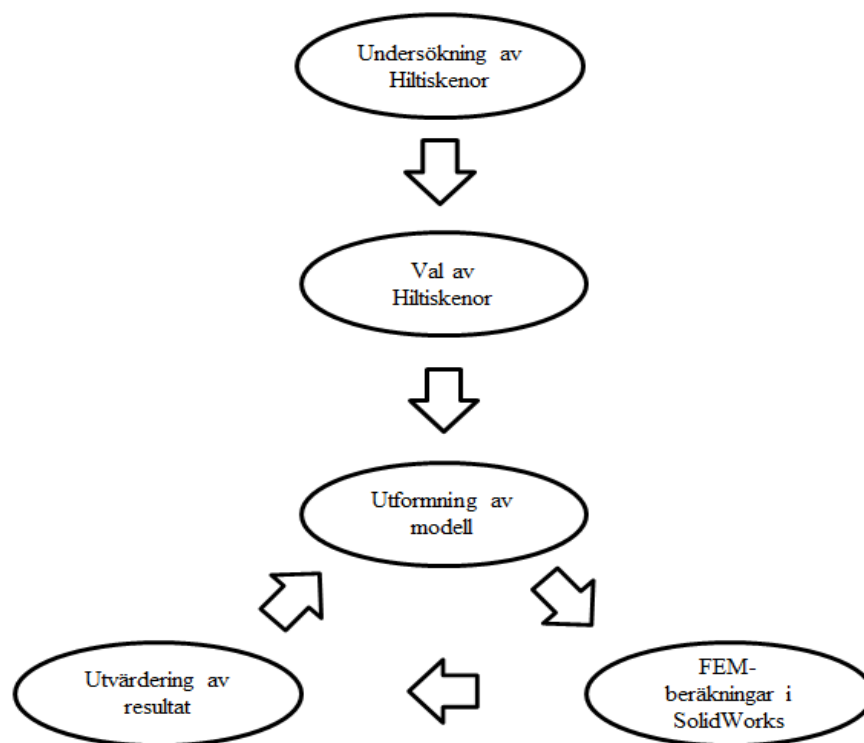 Undersökning av
Hiltiskenor
Val av
Hiltiskenor
Utformning av
modell
Utvärdering av
resultat
FEM-
beräkningar i
SolidWorks